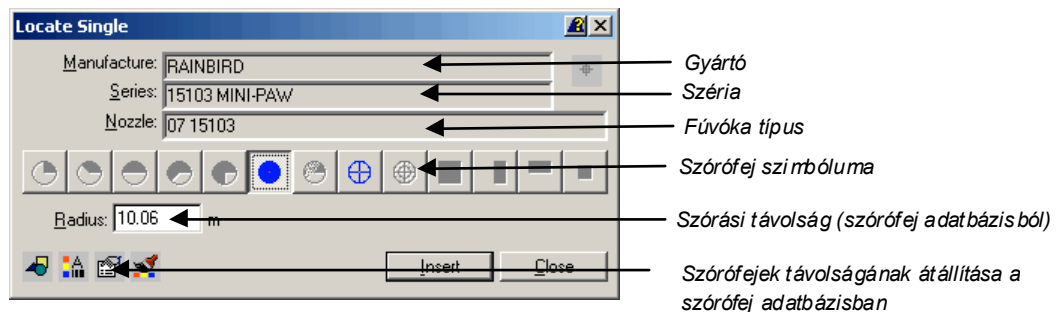 Locate Single
Manufacture: RAINBIRD
Gyártó
Series: 15103 MINI-PAW
Széria
Nozzle: 07 15103
Fúvóka típus
Szórófej szimbóluma
Radius: 10.06 m
Szórási távolság (szórófej adatbázisból)
Insert Close
Szórófejek távolságának átállítása a
szórófej adatbázisban